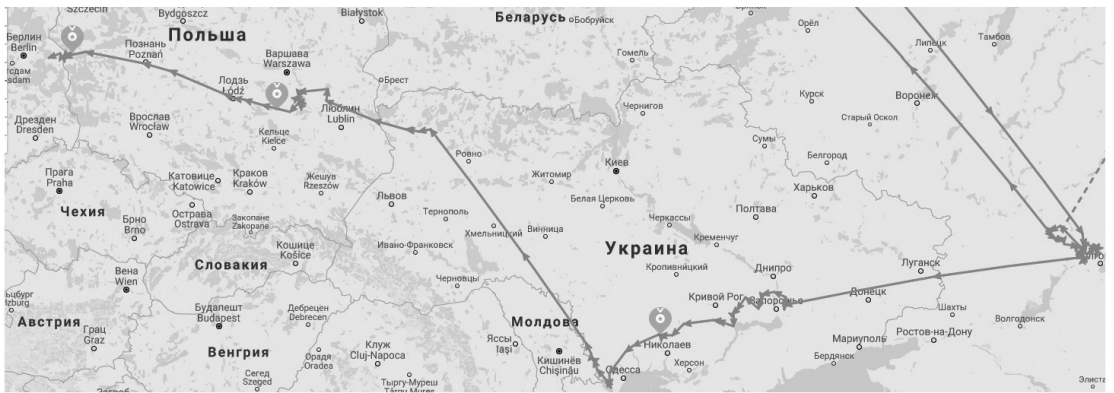 Szczecin
Bydgoszcz
Białystok
Беларусь
Бобруйск
Орёл
Берлин
Berlin
Познань
Poznań
Польша
Варшава
Warszawa
Гомель
Липецк
Тамбов
Лодзь
Łódź
Брест
Люблин
Lublin
Чернигов
Курск
Воронеж
Старый Оскол
Дрезден
Dresden
Вроцлав
Wrocław
Кельце
Kielce
Сумы
Ровно
Киев
Житомир
Белгород
Прага
Praha
Катовице
Katowice
Краков
Kraków
Жешув
Rzeszów
Львов
Белая Церковь
Харьков
Чехия
Острава
Ostrava
Закопане
Zakopane
Тернополь
Черкассы
Полтава
Брно
Brno
Хмельницкий
Винница
Кошице
Košice
Ивано-Франковск
Украина
Кременчуг
Словакия
Вена
Wien
Черновцы
Кропивницкий
Днипро
Луганск
Будапешт
Budapest
Дебрецен
Debrecen
Кривой Рог
Запорожье
Донецк
Шахты
Австрия
Грац
Graz
Молдова
Волгодонск
Венгрия
Орадя
Oradea
Клуж
Cluj-Napoca
Яссы
Iași
Кишинёв
Chișinău
Николаев
Херсон
Мариуполь
Ростов-на-Дону
Бердянск
Сегед
Szeged
Тыргу-Муреш
Одесса
Элиста